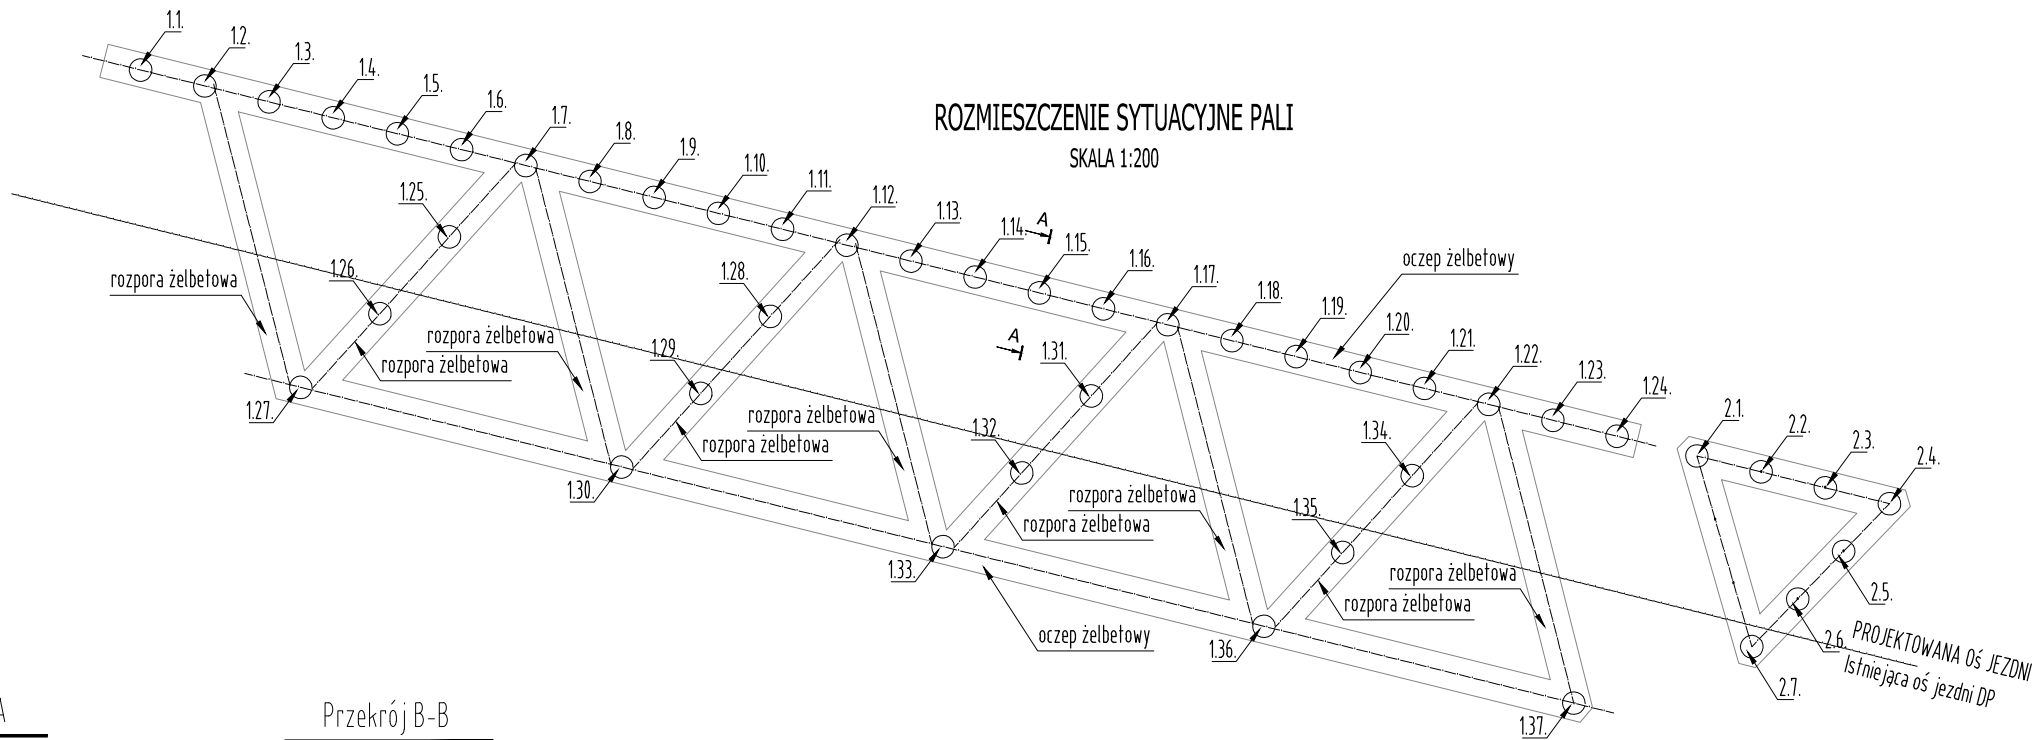 ROZMIESZCZENIE SYTUACYJNE PALI
SKALA 1:200
1.1.
1.2.
1.3.
1.4.
1.5.
1.6.
1.7.
1.8.
1.9.
1.10.
1.11.
1.12.
1.13.
1.14.
1.15.
1.16.
1.17.
1.18.
1.19.
1.20.
1.21.
1.22.
1.23.
1.24.
A
A
oczep żelbetowy
1.25.
1.26.
1.27.
1.28.
1.29.
1.30.
1.31.
1.32.
1.33.
1.34.
1.35.
1.36.
1.37.
rozpora żelbetowa
rozpora żelbetowa
rozpora żelbetowa
rozpora żelbetowa
rozpora żelbetowa
rozpora żelbetowa
rozpora żelbetowa
rozpora żelbetowa
rozpora żelbetowa
oczep żelbetowy
2.1.
2.2.
2.3.
2.4.
2.5.
2.6.
2.7.
PROJEKTOWANA Oś JEZDNI
Istniejąca oś jezdni DP
A
Przekrój B-B